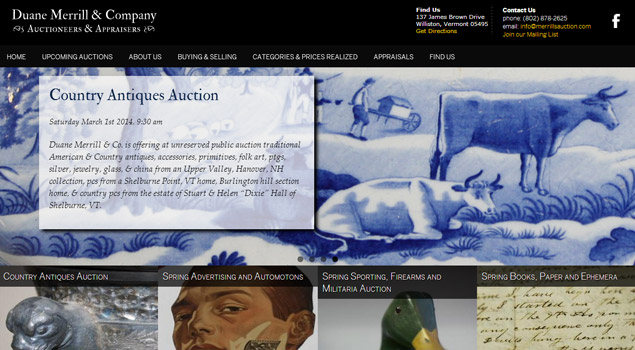 Duane Merrill & Company
Auctioneers & Appraisers
Find Us
137 James Brown Drive
Williston, Vermont 05495
Get Directions
Contact Us
phone: (802) 878-2625
email: info@merrillsauction.com
Join our Mailing List
f
HOME UPCOMING AUCTIONS ABOUT US BUYING & SELLING CATEGORIES & PRICES REALIZED APPRAISALS FIND US
Country Antiques Auction
Saturday March 1st 2014, 9:30 am
Duane Merrill & Co. is offering at unreserved public auction traditional
American & Country antiques, accessories, primitives, folk art, ptgs,
silver, jewelry, glass, & china from an Upper Valley, Hanover, NH
collection, pcs from a Shelburne Point, VT home, Burlington hill section
home, & country pcs from the estate of Stuart & Helen "Dixie" Hall of
Shelburne, VT.
Country Antiques Auction
Spring Advertising and Automotons
Spring Sporting, Firearms and
Militaria Auction
Spring Books, Paper and Ephemera